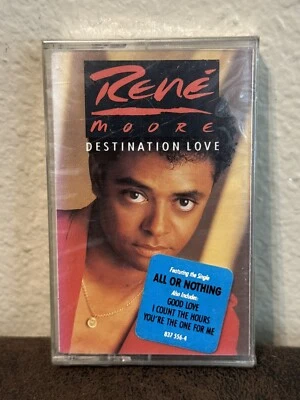 René
MOORE
DESTINATION LOVE
Featuring the Single
ALL OR NOTHING
Also Includes:
GOOD LOVE
I COUNT THE HOURS
YOU'RE THE ONE FOR ME
837 556-4